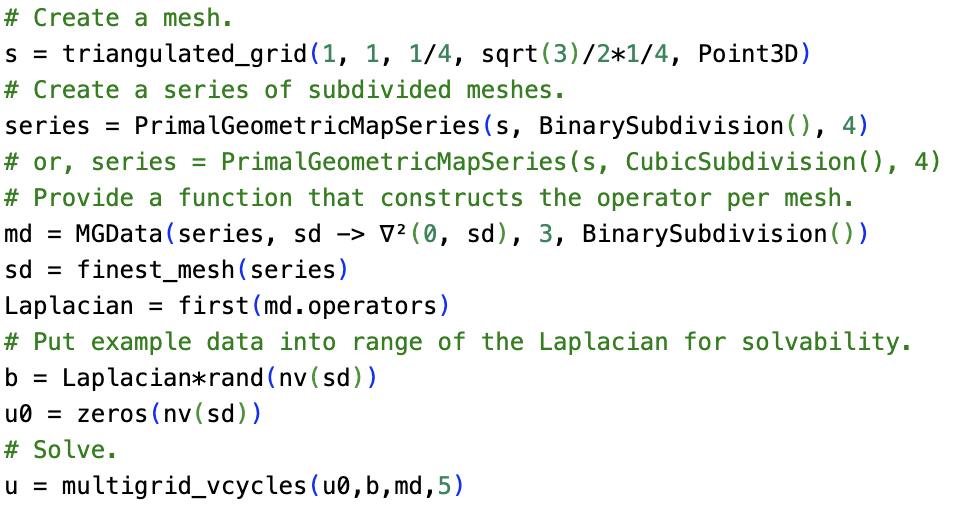 # Create a mesh.
s = triangulated_grid(1, 1, 1/4, sqrt(3)/2*1/4, Point3D)
# Create a series of subdivided meshes.
series = PrimalGeometricMapSeries(s, BinarySubdivision(), 4)
# or, series = PrimalGeometricMapSeries(s, CubicSubdivision(), 4)
# Provide a function that constructs the operator per mesh.
md = MGData(series, sd -> ∇²(0, sd), 3, BinarySubdivision())
sd = finest_mesh(series)
Laplacian = first(md.operators)
# Put example data into range of the Laplacian for solvability.
b = Laplacian*rand(nv(sd))
u0 = zeros(nv(sd))
# Solve.
u = multigrid_vcycles(u0,b,md,5)